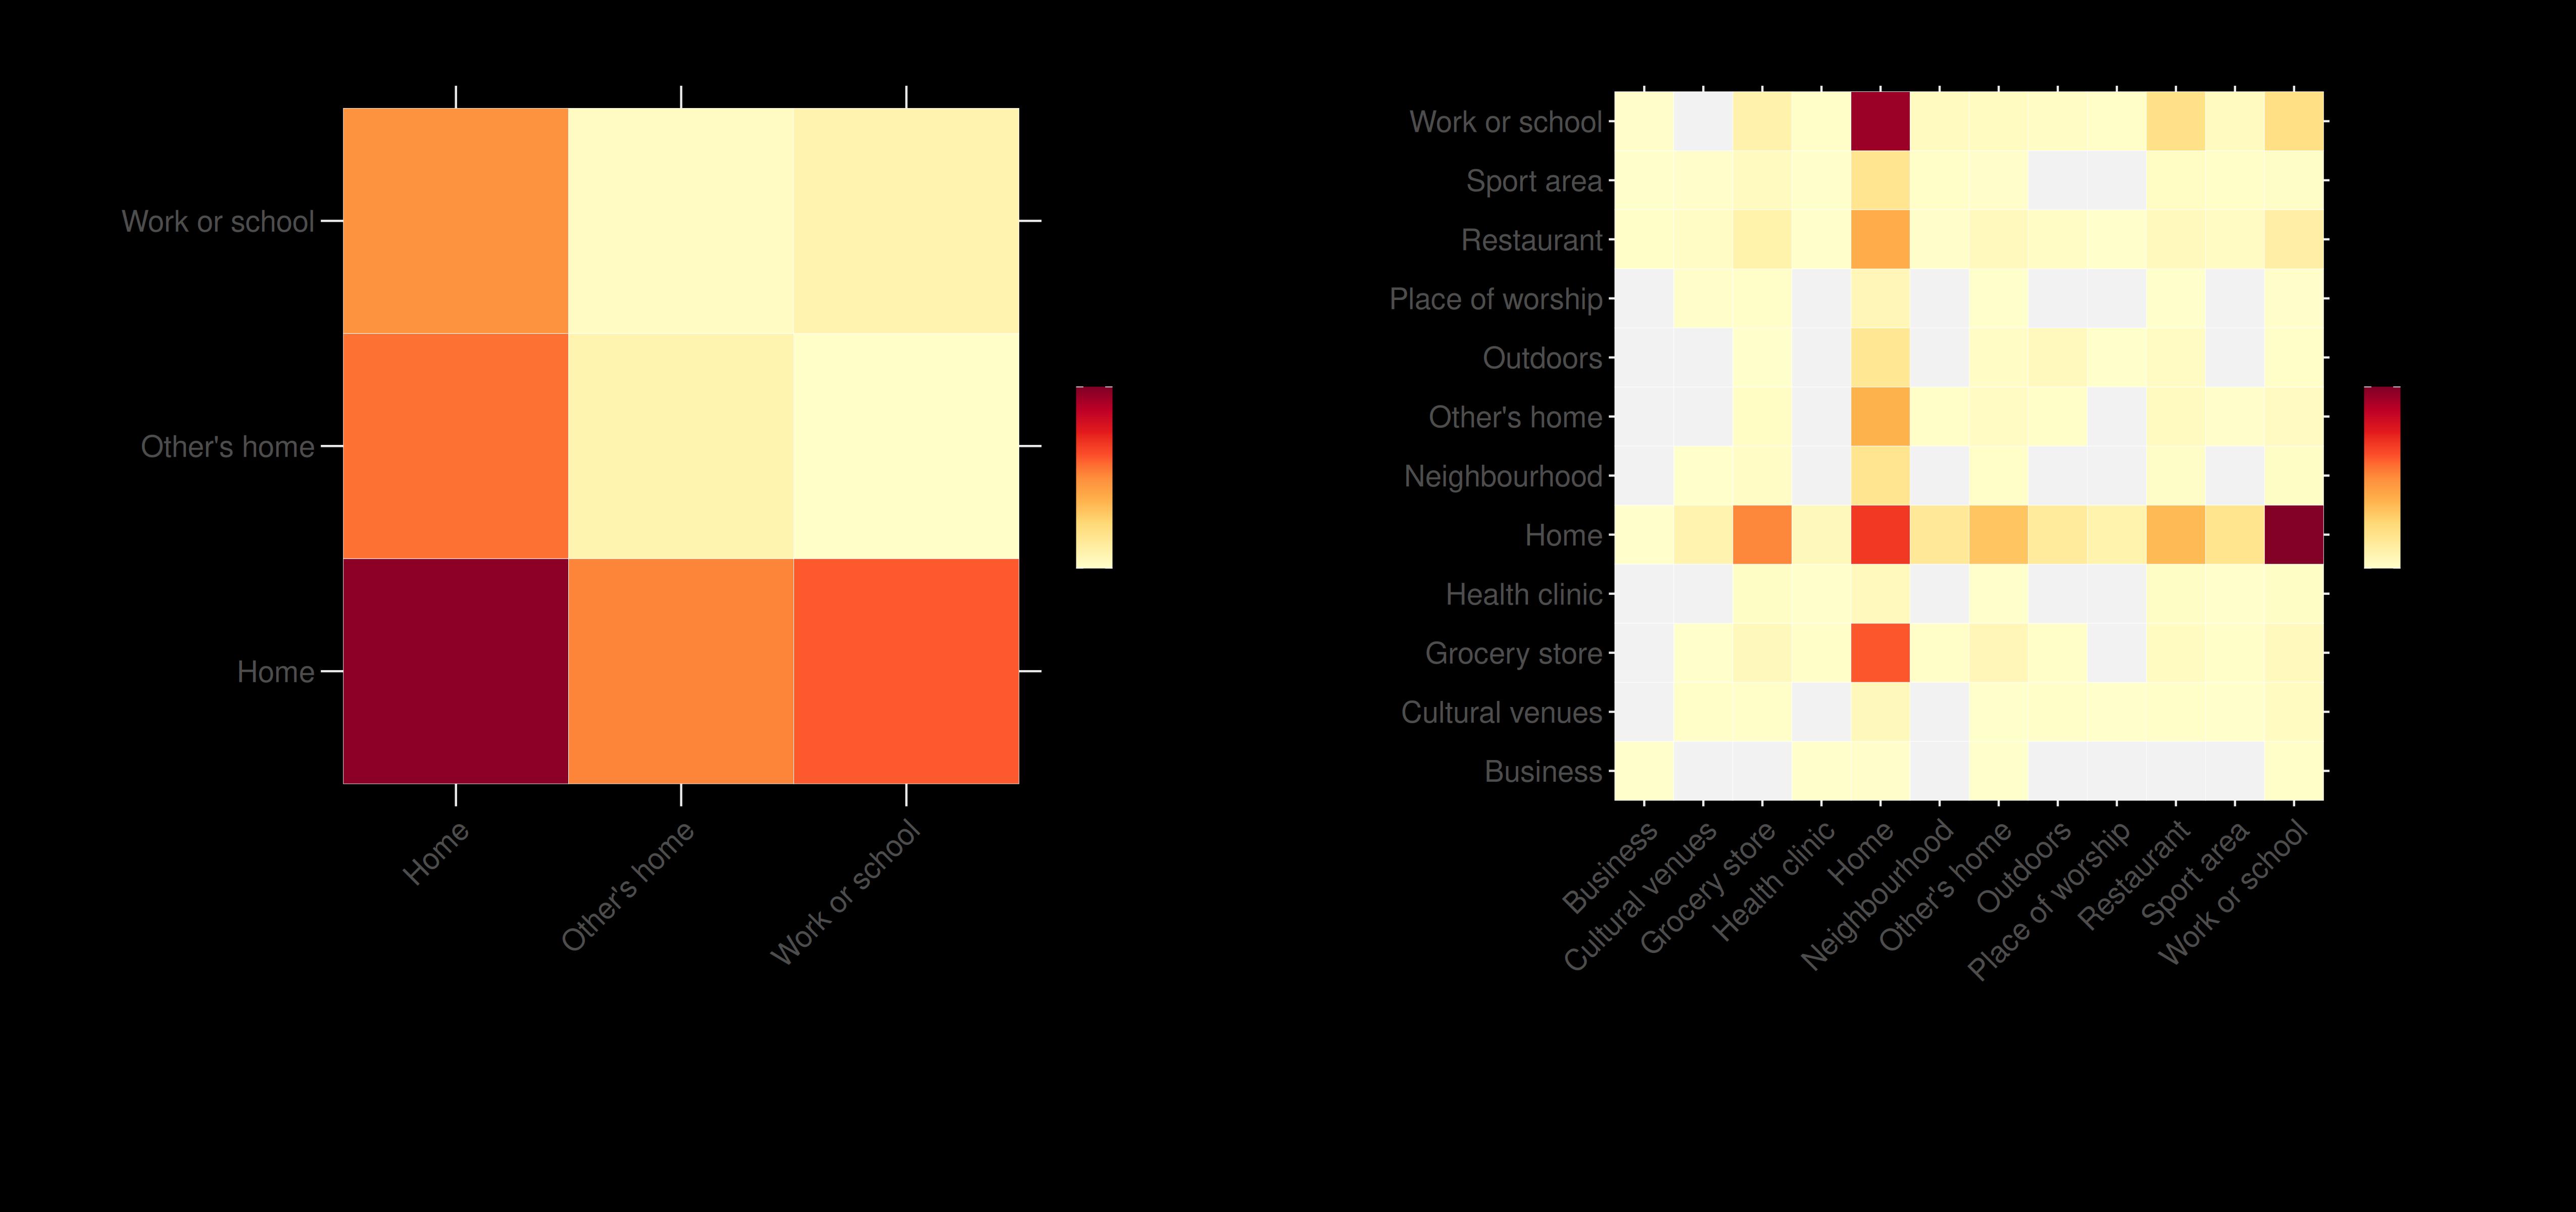 Work or school
Other's home
Home
Home
Other's home
Work or school
Work or school
Sport area
Restaurant
Place of worship
Outdoors
Other's home
Neighbourhood
Home
Health clinic
Grocery store
Cultural venues
Business
Business
Cultural venues
Grocery store
Health clinic
Home
Neighbourhood
Other's home
Outdoors
Place of worship
Restaurant
Sport area
Work or school